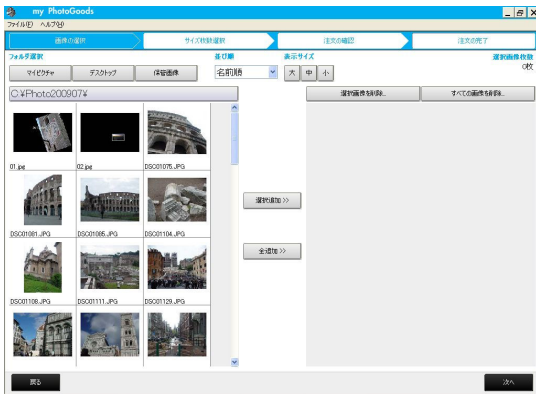 my PhotoGoods
ファイル(F) ヘルプ(H)
画像の選択
サイズ枚数選択
注文の確認
注文の完了
フォルダ選択
並び順
表示サイズ
選択画像枚数
0枚
マイピクチャ
デスクトップ
保管画像
名前順
大
中
小
C:¥Photo200907¥
選択画像を削除...
すべての画像を削除...
01.jpg
02.jpg
DSC01075.JPG
選択追加 >>
DSC01081.JPG
DSC01085.JPG
DSC01104.JPG
全追加 >>
DSC01108.JPG
DSC01111.JPG
DSC01129.JPG
戻る
次へ